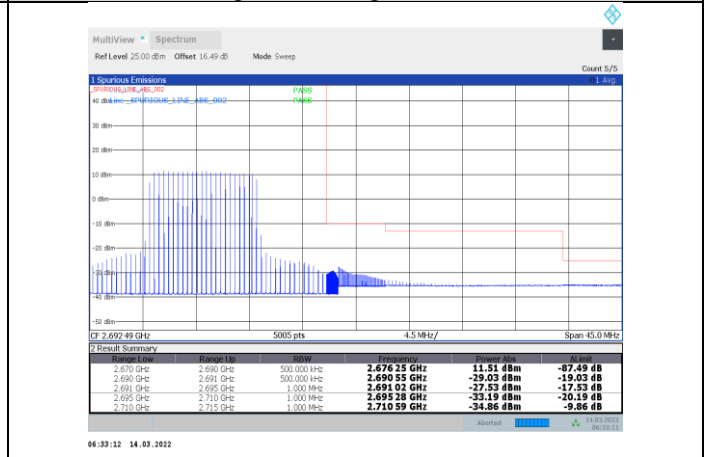 MultiView Spectrum
Ref Level 25.00 dBm Offset 16.49 dB Mode Sweep
Count 5/5
1 Spurious Emissions 1 Avg
_SPURIOUS_LINE_ABS_002 PASS
40 dBm Line _SPURIOUS_LINE_ABS_002 PASS
30 dBm
20 dBm
10 dBm
0 dBm
-10 dBm
-20 dBm
-30 dBm
-40 dBm
-50 dBm
CF 2.692 49 GHz 5005 pts 4.5 MHz/ Span 45.0 MHz
2 Result Summary
Range Low Range Up RBW Frequency Power Abs ΔLimit
2.670 GHz 2.690 GHz 500.000 kHz 2.676 25 GHz 11.51 dBm -87.49 dB
2.690 GHz 2.691 GHz 500.000 kHz 2.690 55 GHz -29.03 dBm -19.03 dB
2.691 GHz 2.695 GHz 1.000 MHz 2.691 02 GHz -27.53 dBm -17.53 dB
2.695 GHz 2.710 GHz 1.000 MHz 2.695 28 GHz -33.19 dBm -20.19 dB
2.710 GHz 2.715 GHz 1.000 MHz 2.710 59 GHz -34.86 dBm -9.86 dB
Aborted 14.03.2022
06:33:11
06:33:12 14.03.2022